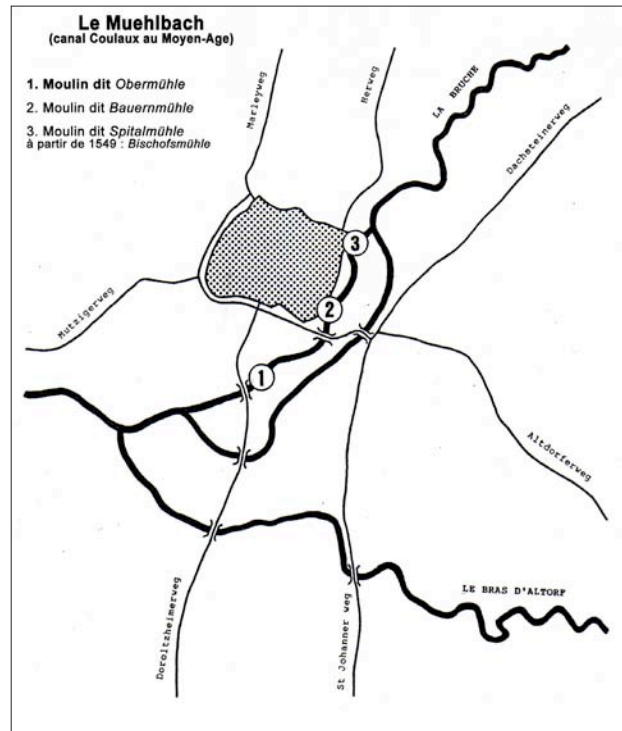 Le Muehlbach
(canal Coulaux au Moyen-Age)
1. Moulin dit Obermühle
2. Moulin dit Bauernmühle
3. Moulin dit Spitalmühle
à partir de 1549 : Bischofsmühle
Marleyweg
Herweg
LA BRUCHE
Dachsteinerweg
Mutzigerweg
3
2
1
Altdorferweg
Doroltzheimerweg
St Johanner weg
LE BRAS D'ALTORF